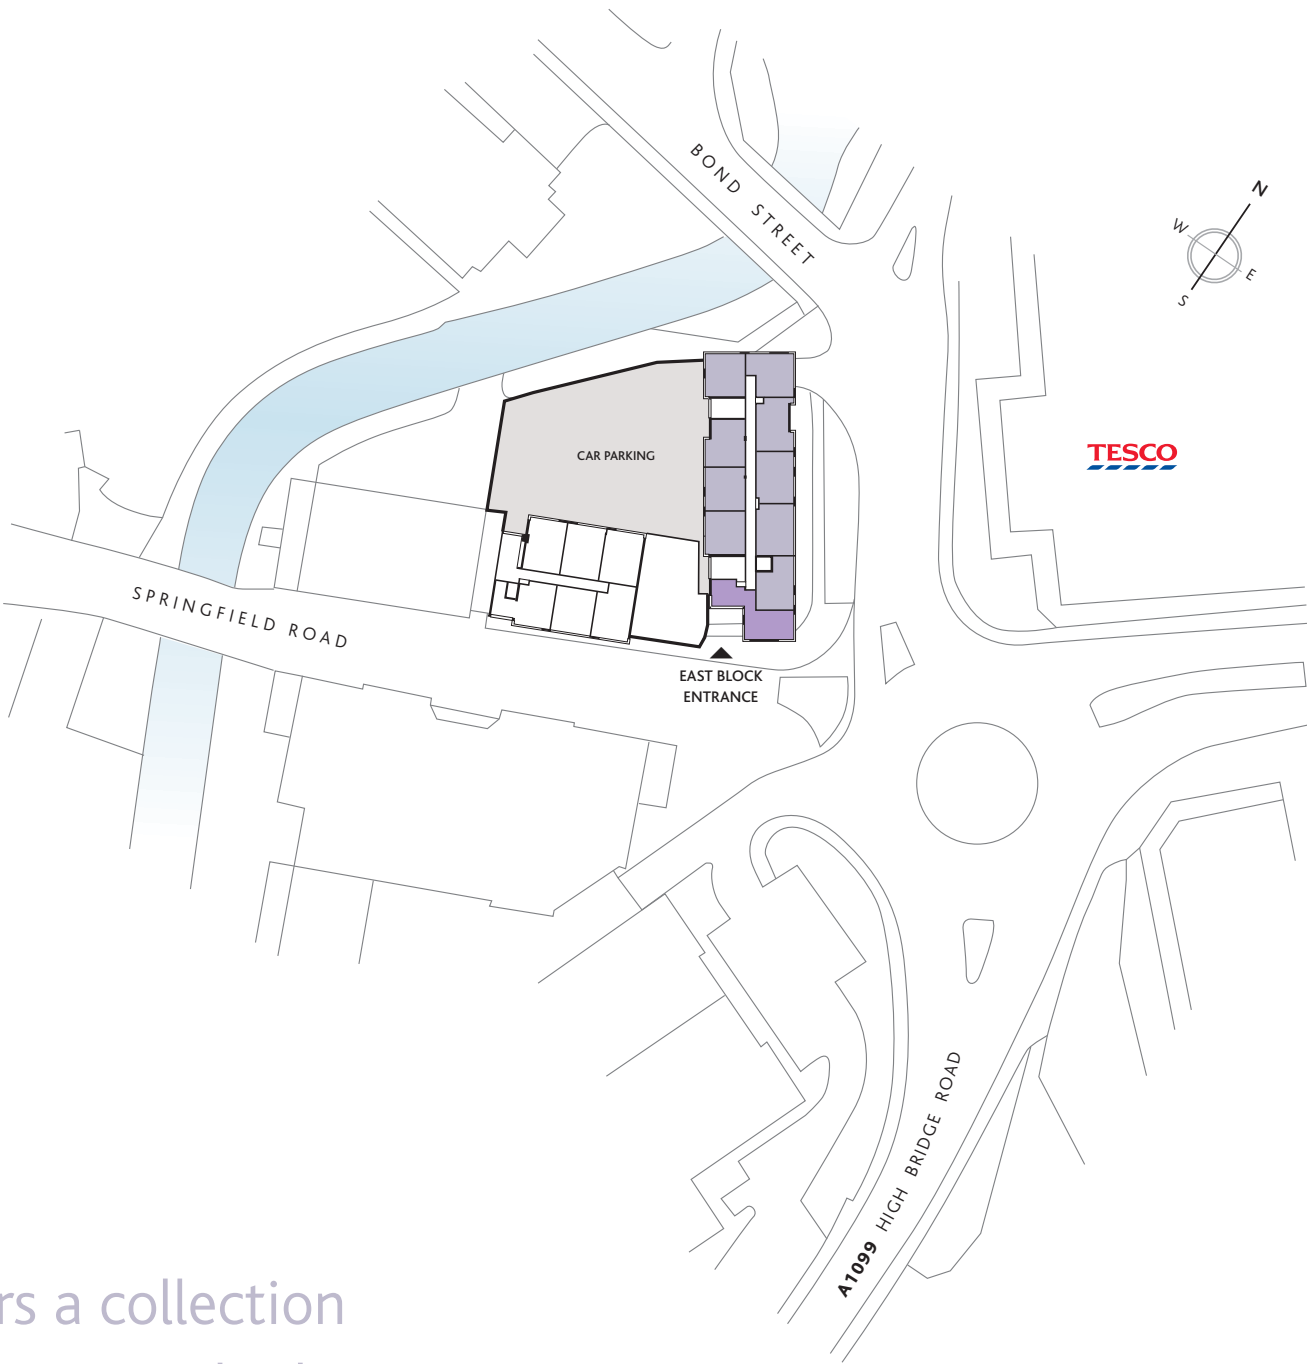 BOND STREET
N
W
E
S
TESCO
CAR PARKING
SPRINGFIELD ROAD
EAST BLOCK
ENTRANCE
A1099 HIGH BRIDGE ROAD
rs a collection